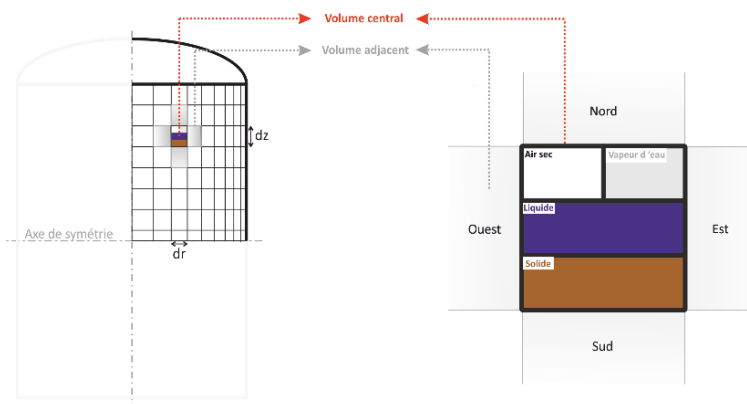 Volume central
Volume adjacent
dz
Axe de symétrie
dr
Nord
Air sec
Vapeur d 'eau
Liquide
Ouest
Est
Solide
Sud